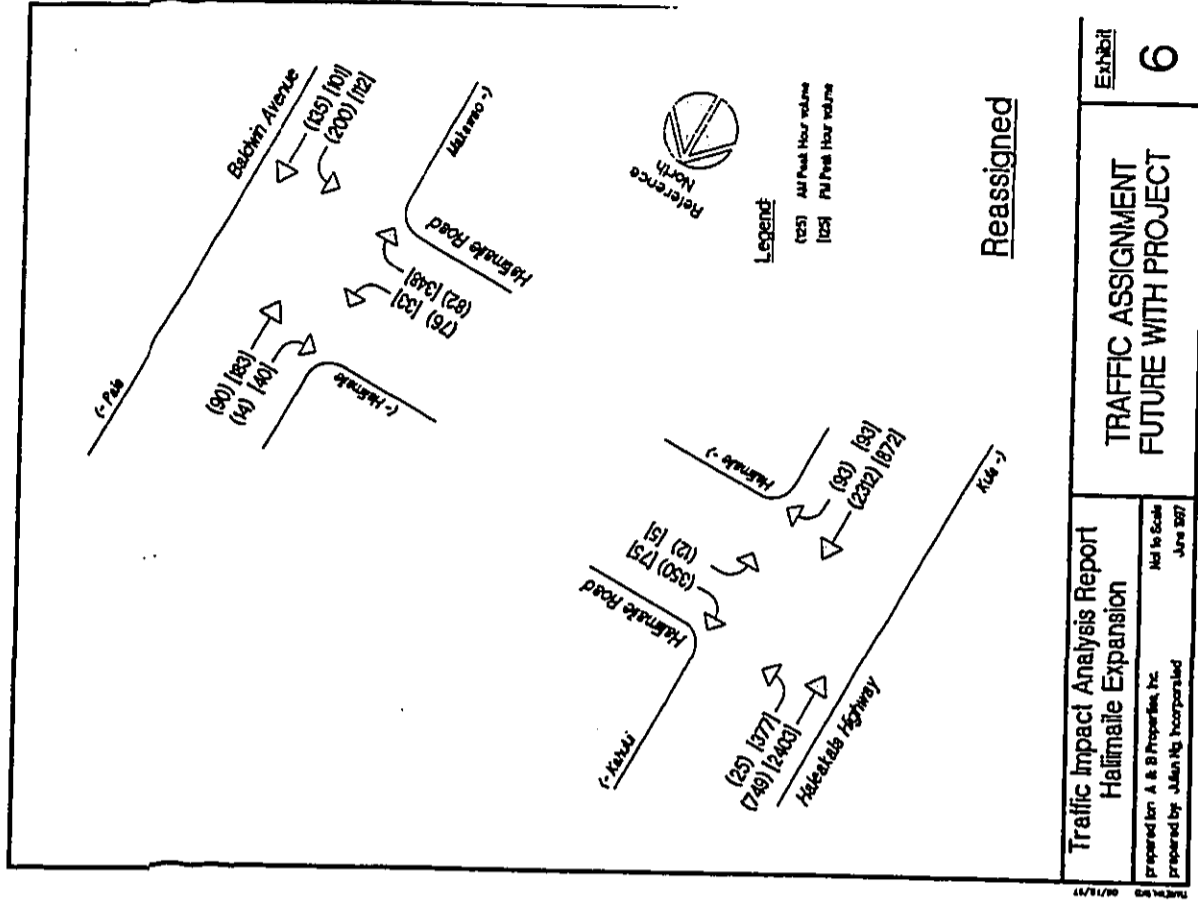 Baldwin Avenue
(<- Paia
(135) [101]
(200) [112]
Makawao ->)
Haliimaile Road
(90) [183]
(14) [40]
(<- Haliimaile
(82) [348]
(76) [33]
Reference
North
Legend:
(125) AM Peak Hour volume
[125] PM Peak Hour volume
Reassigned
Haliimaile ->)
(12) [5]
(350) [75]
Haliimaile Road
(93) [93]
(2312) [872]
Kula ->)
(<- Kahului
(25) [377]
(749) [2403]
Haleakala Highway
Traffic Impact Analysis Report
Haliimaile Expansion
prepared for: A & B Properties, Inc.
Not to Scale
prepared by: Julian Ng, Incorporated
June 1997
TRAFFIC ASSIGNMENT
FUTURE WITH PROJECT
Exhibit
6